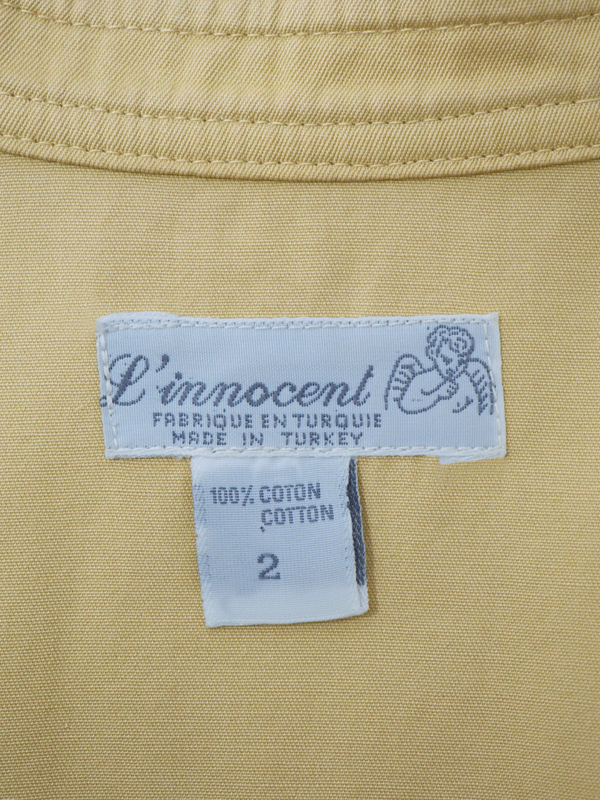 L'innocent
FABRIQUE EN TURQUIE
MADE IN TURKEY
100% COTON
COTTON
2